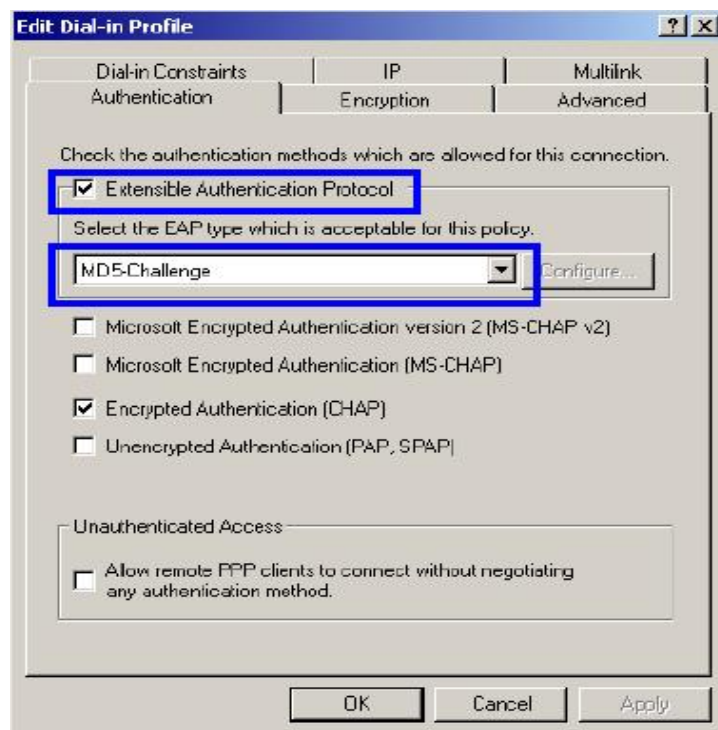 Edit Dial-in Profile
Dial-in Constraints IP Multilink
Authentication Encryption Advanced
Check the authentication methods which are allowed for this connection.
Extensible Authentication Protocol
Select the EAP type which is acceptable for this policy.
MD5-Challenge Configure...
Microsoft Encrypted Authentication version 2 (MS-CHAP v2)
Microsoft Encrypted Authentication (MS-CHAP)
Encrypted Authentication (CHAP)
Unencrypted Authentication (PAP, SPAP)
Unauthenticated Access
Allow remote PPP clients to connect without negotiating
any authentication method.
OK Cancel Apply